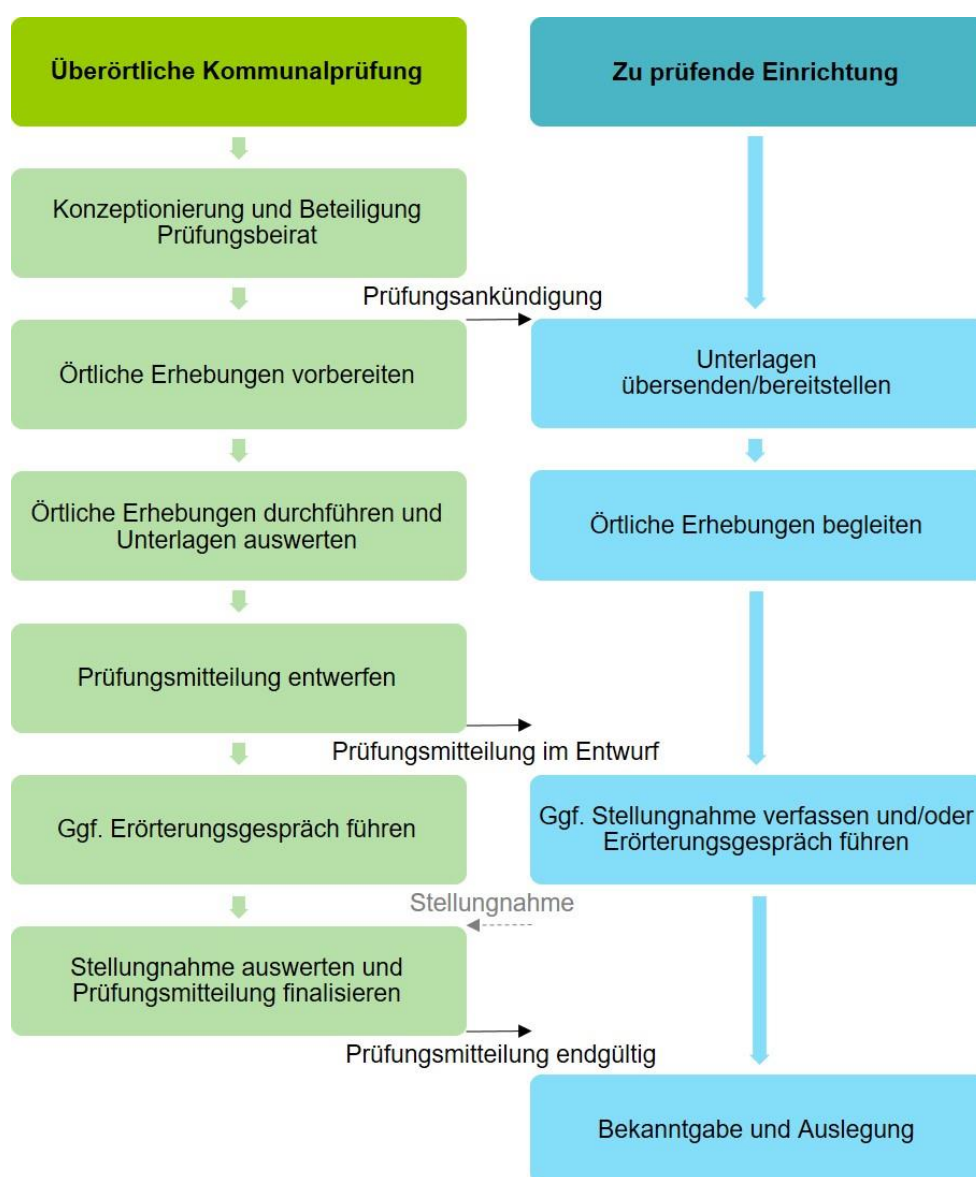 Überörtliche Kommunalprüfung
Zu prüfende Einrichtung
Konzeptionierung und Beteiligung
Prüfungsbeirat
Prüfungsankündigung
Örtliche Erhebungen vorbereiten
Unterlagen
übersenden/bereitstellen
Örtliche Erhebungen durchführen und
Unterlagen auswerten
Örtliche Erhebungen begleiten
Prüfungsmitteilung entwerfen
Prüfungsmitteilung im Entwurf
Ggf. Erörterungsgespräch führen
Ggf. Stellungnahme verfassen und/oder
Erörterungsgespräch führen
Stellungnahme
Stellungnahme auswerten und
Prüfungsmitteilung finalisieren
Prüfungsmitteilung endgültig
Bekanntgabe und Auslegung